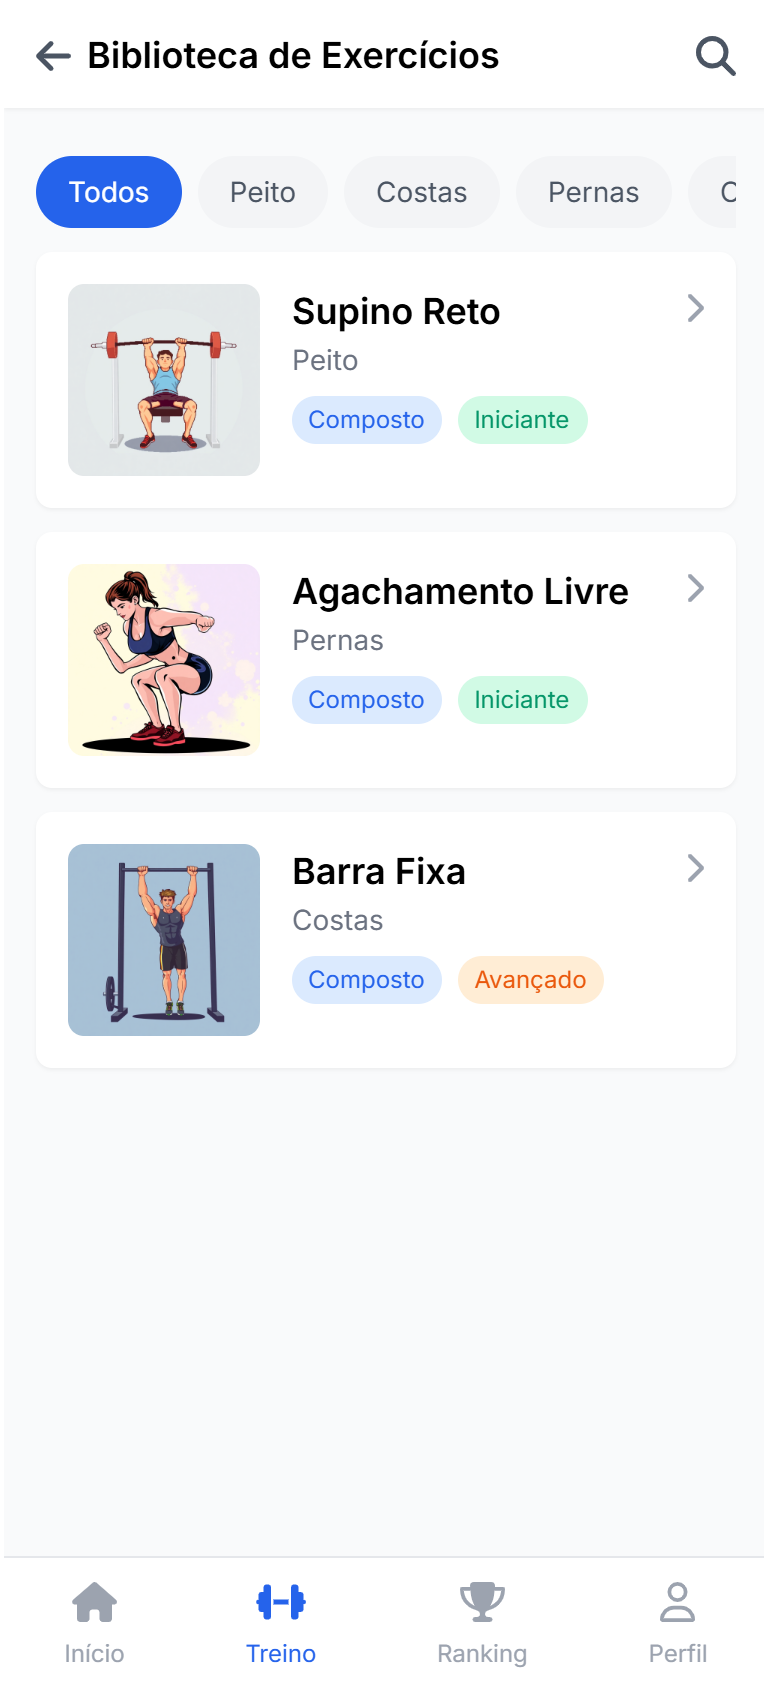 Biblioteca de Exercícios
Todos Peito Costas Pernas
Supino Reto
Peito
Composto Iniciante
Agachamento Livre
Pernas
Composto Iniciante
Barra Fixa
Costas
Composto Avançado
Início Treino Ranking Perfil